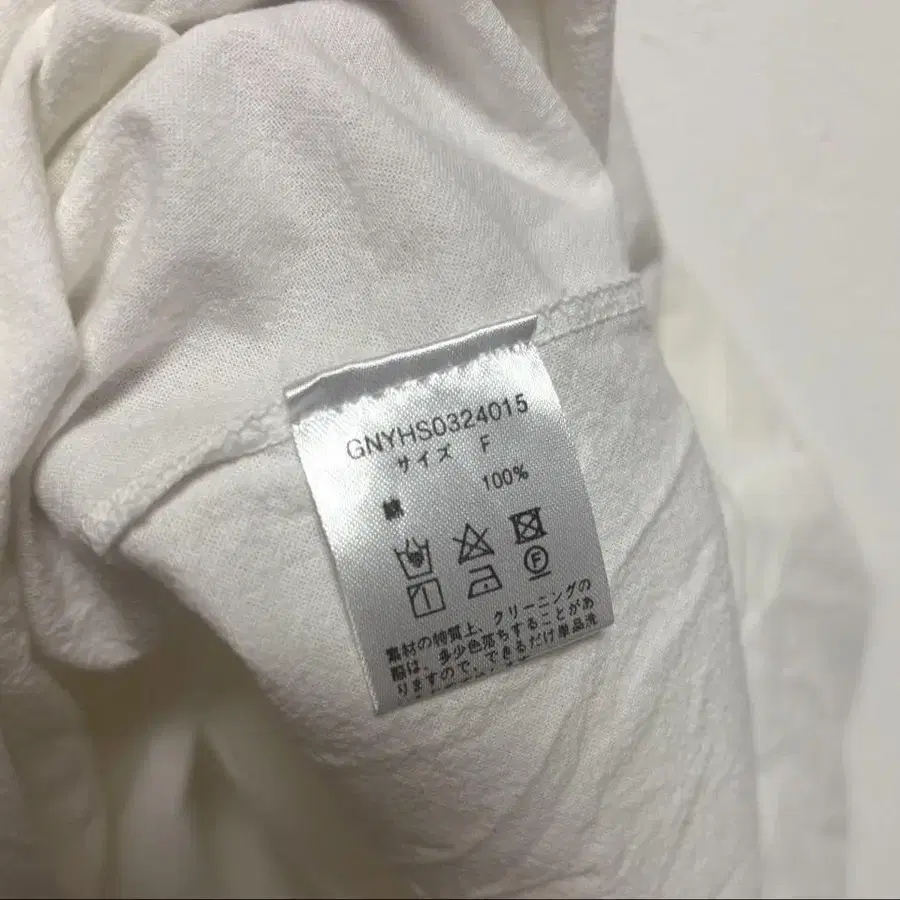 GNYHS0324015
サイズ F
綿 100%
F
素材の特質上、クリーニングの
際は、多少色落ちすることがあ
りますので、できるだけ単品洗